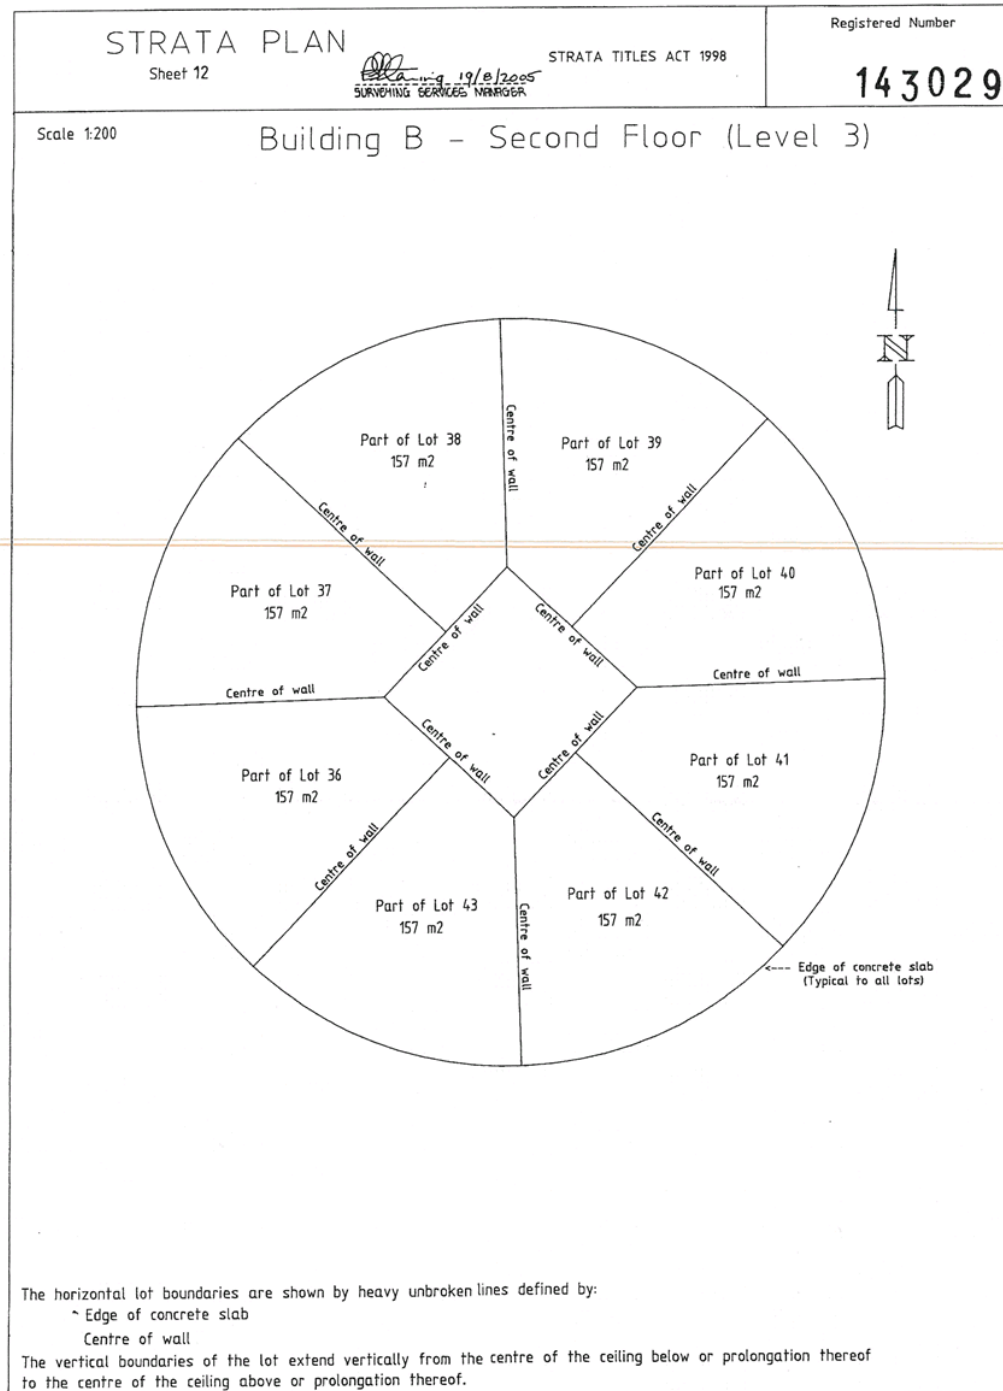 STRATA PLAN
Sheet 12
19/8/2005
SURVEYING SERVICES MANAGER
STRATA TITLES ACT 1998
Registered Number
143029
Scale 1:200
Building B - Second Floor (Level 3)
N
Part of Lot 38
157 m2
Centre of wall
Part of Lot 39
157 m2
Centre of wall
Centre of wall
Part of Lot 37
157 m2
Centre of wall
Centre of wall
Part of Lot 40
157 m2
Centre of wall
Centre of wall
Part of Lot 36
157 m2
Centre of wall
Centre of wall
Part of Lot 41
157 m2
Centre of wall
Centre of wall
Part of Lot 43
157 m2
Centre of wall
Part of Lot 42
157 m2
<--- Edge of concrete slab
(Typical to all lots)
The horizontal lot boundaries are shown by heavy unbroken lines defined by:
Edge of concrete slab
Centre of wall
The vertical boundaries of the lot extend vertically from the centre of the ceiling below or prolongation thereof
to the centre of the ceiling above or prolongation thereof.